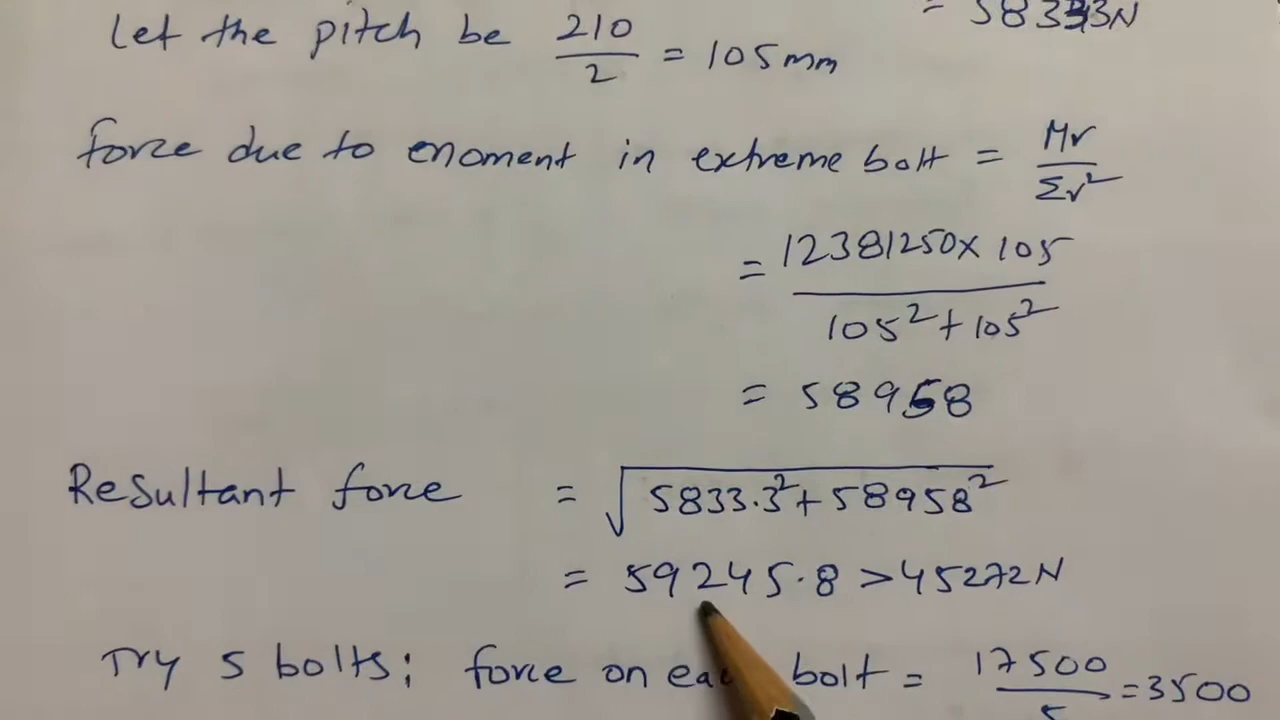 = 58333N
Let the pitch be 210/2 = 105mm
force due to moment in extreme bolt = Mr/Σr²
= 12381250 x 105 / 105² + 105²
= 58958
Resultant force = √5833.3² + 58958²
= 59245.8 > 45272N
Try 5 bolts; force on each bolt = 17500/5 = 3500